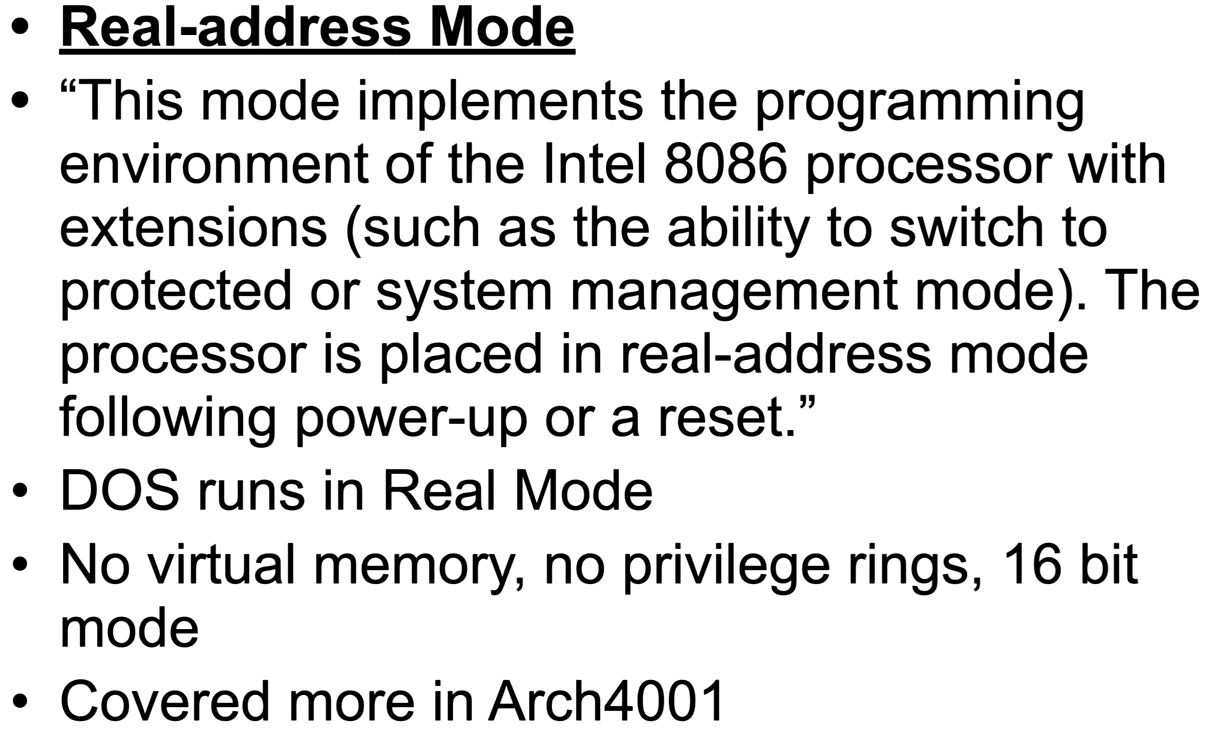 • Real-address Mode
• “This mode implements the programming
environment of the Intel 8086 processor with
extensions (such as the ability to switch to
protected or system management mode). The
processor is placed in real-address mode
following power-up or a reset.”
• DOS runs in Real Mode
• No virtual memory, no privilege rings, 16 bit
mode
• Covered more in Arch4001